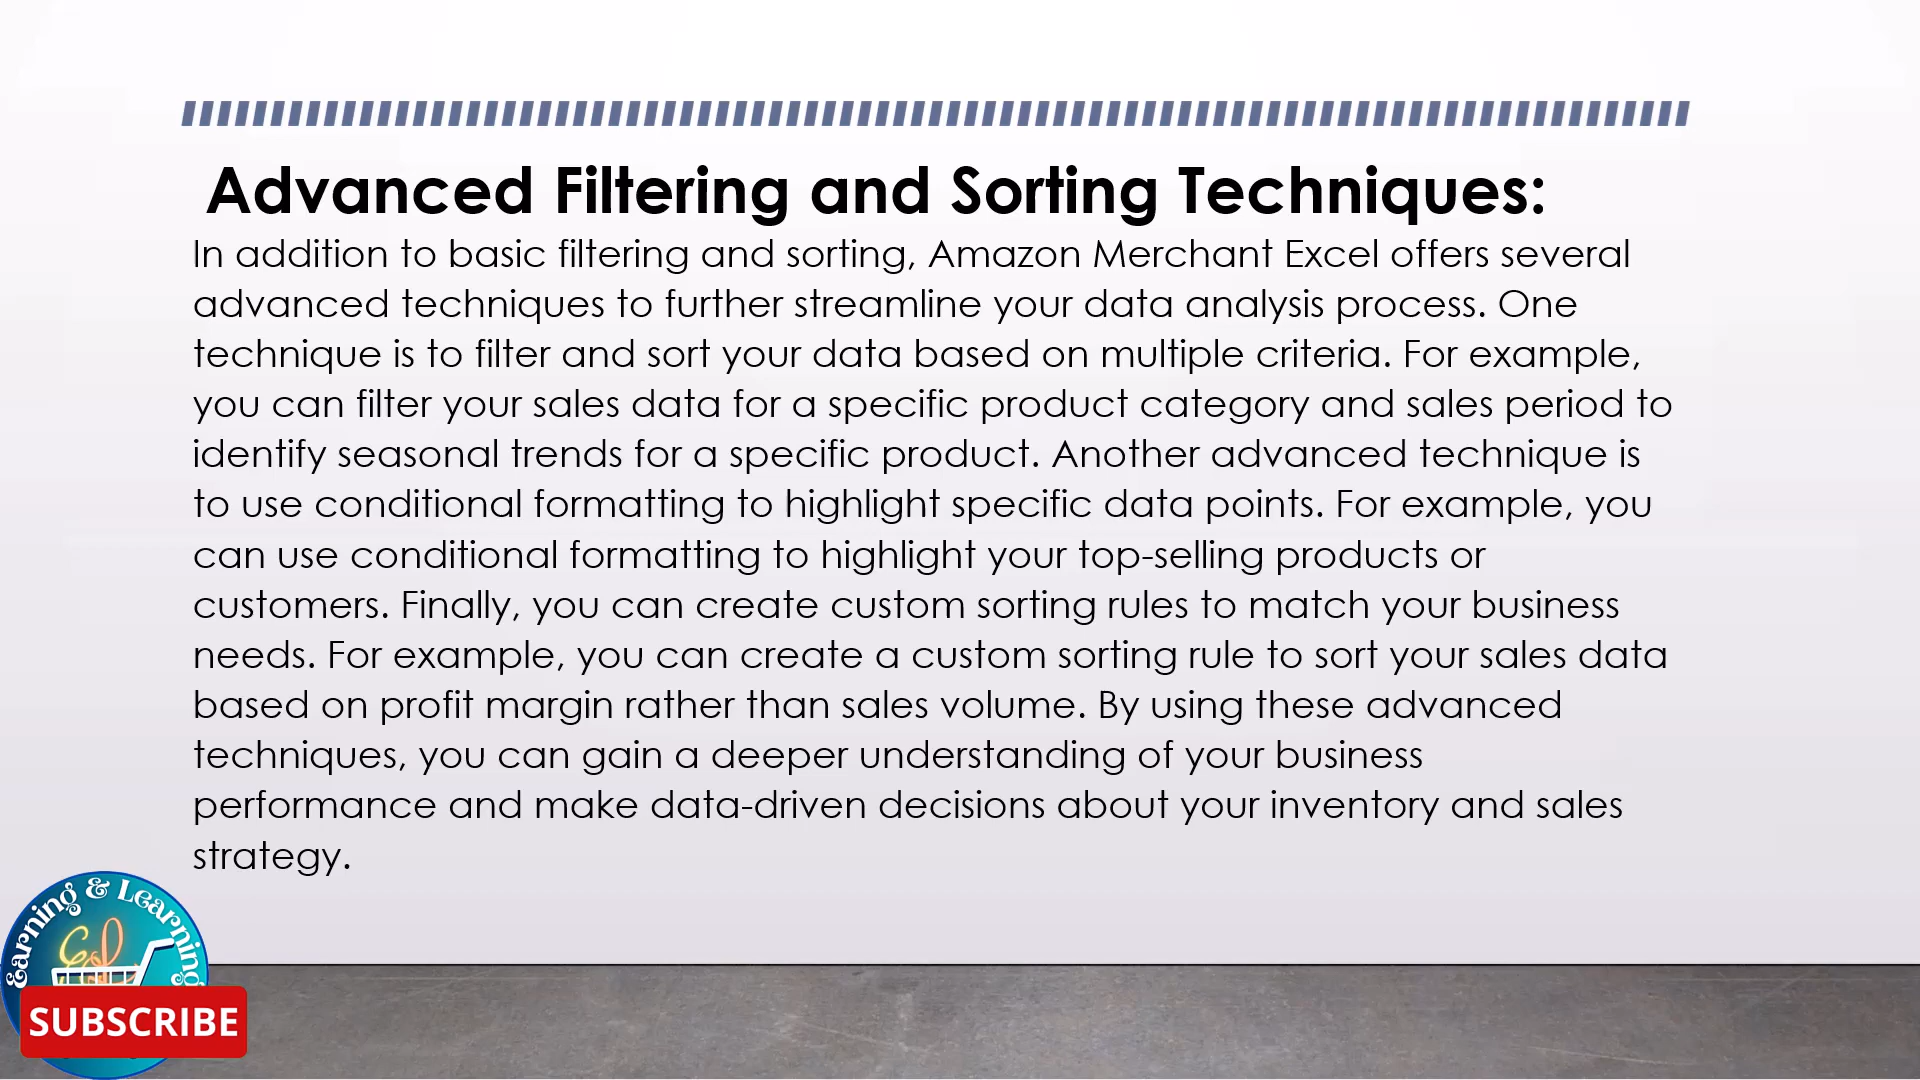 Advanced Filtering and Sorting Techniques:
In addition to basic filtering and sorting, Amazon Merchant Excel offers several
advanced techniques to further streamline your data analysis process. One
technique is to filter and sort your data based on multiple criteria. For example,
you can filter your sales data for a specific product category and sales period to
identify seasonal trends for a specific product. Another advanced technique is
to use conditional formatting to highlight specific data points. For example, you
can use conditional formatting to highlight your top-selling products or
customers. Finally, you can create custom sorting rules to match your business
needs. For example, you can create a custom sorting rule to sort your sales data
based on profit margin rather than sales volume. By using these advanced
techniques, you can gain a deeper understanding of your business
performance and make data-driven decisions about your inventory and sales
strategy.
Earning & Learning
SUBSCRIBE